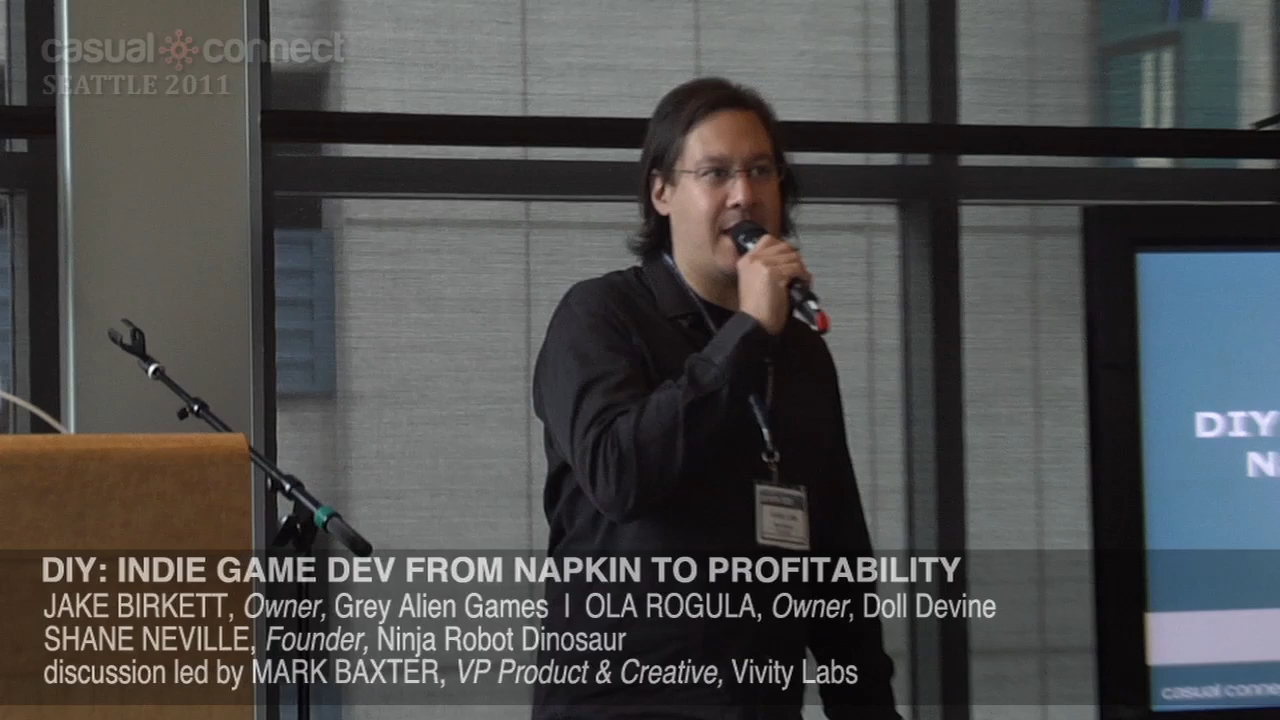 casual connect
SEATTLE 2011
DIY
casual conne
DIY: INDIE GAME DEV FROM NAPKIN TO PROFITABILITY
JAKE BIRKETT, Owner, Grey Alien Games | OLA ROGULA, Owner, Doll Devine
SHANE NEVILLE, Founder, Ninja Robot Dinosaur
discussion led by MARK BAXTER, VP Product & Creative, Vivity Labs